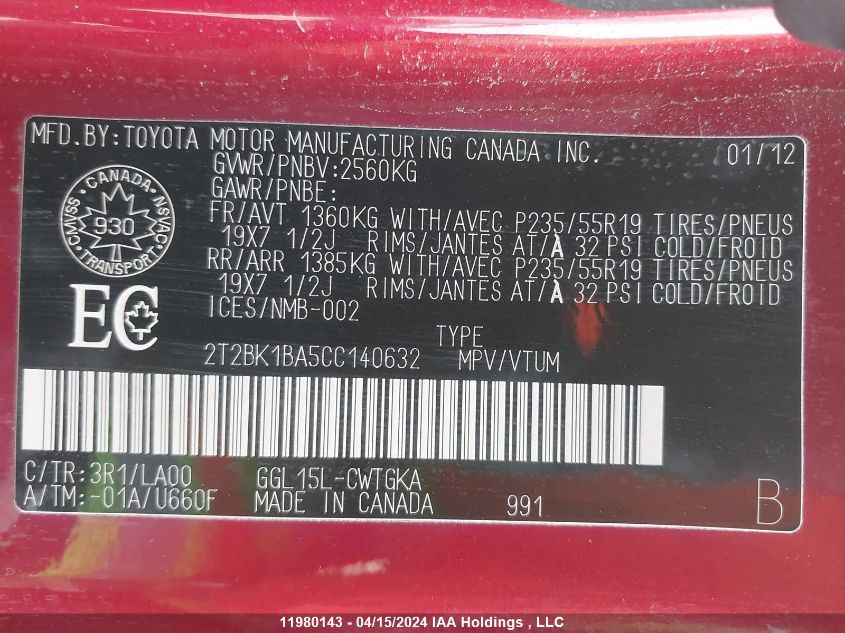 MFD.BY:TOYOTA MOTOR MANUFACTURING CANADA INC. 01/12
GVWR/PNBV:2560KG
GAWR/PNBE:
FR/AVT 1360KG WITH/AVEC P235/55R19 TIRES/PNEUS
19X7 1/2J RIMS/JANTES AT/À 32 PSI COLD/FROID
RR/ARR 1385KG WITH/AVEC P235/55R19 TIRES/PNEUS
19X7 1/2J RIMS/JANTES AT/À 32 PSI COLD/FROID
ICES/NMB-002
CANADA
CMVSS 930 NSVAC
TRANSPORT
EC
TYPE
2T2BK1BA5CC140632 MPV/VTUM
C/TR:3R1/LA00 GGL15L-CWTGKA
A/TM:-01A/U660F MADE IN CANADA 991 B
11980143 - 04/15/2024 IAA Holdings , LLC